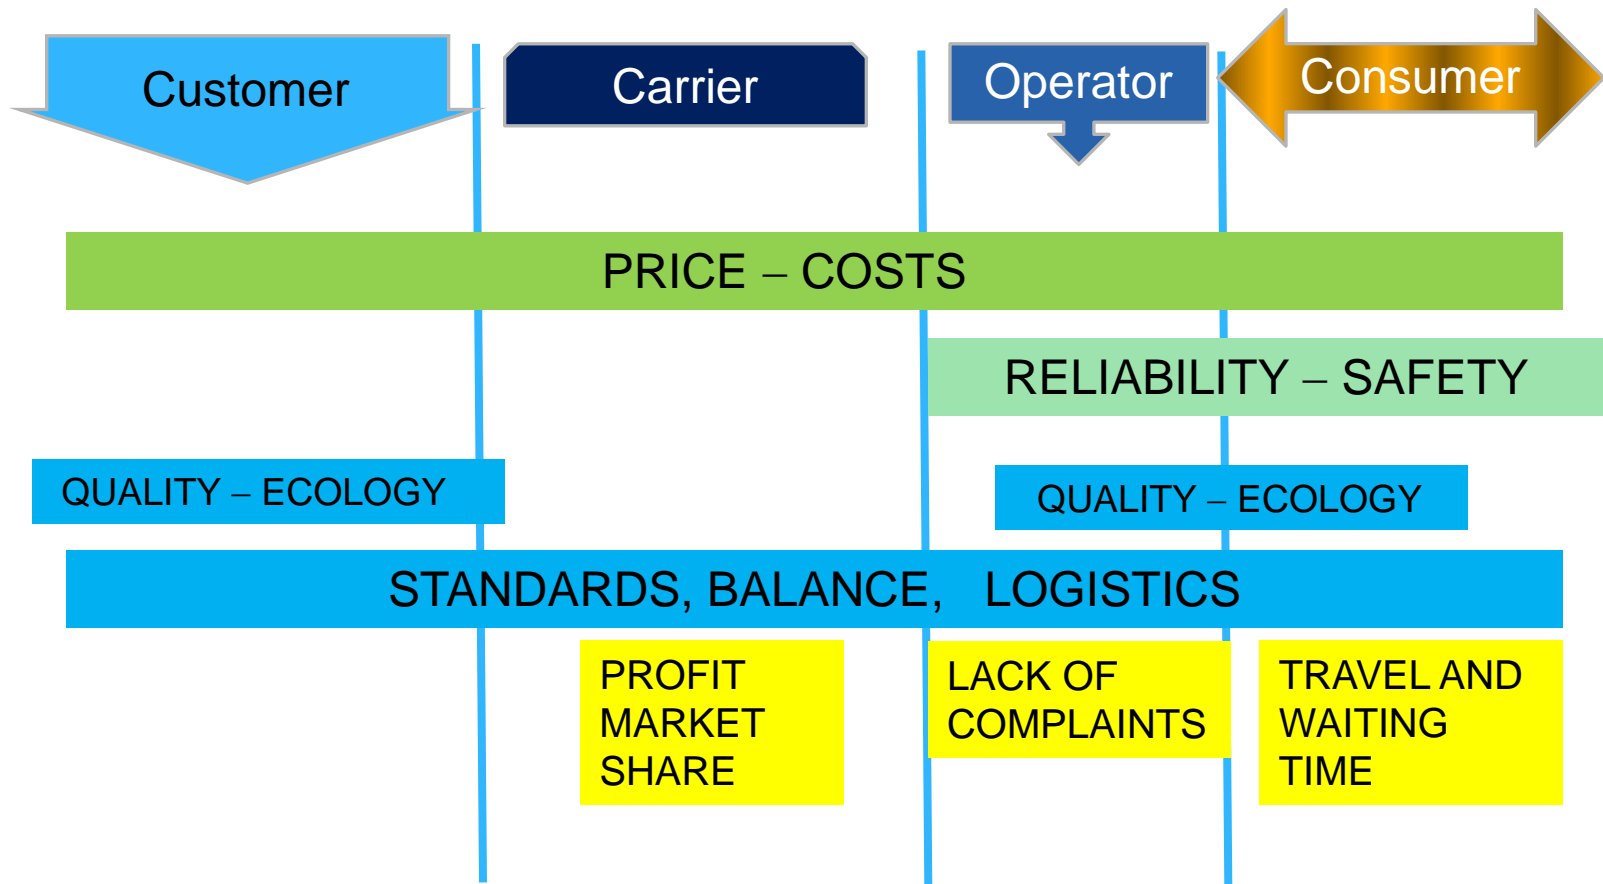 Customer
Carrier
Operator
Consumer
PRICE – COSTS
RELIABILITY – SAFETY
QUALITY – ECOLOGY
QUALITY – ECOLOGY
STANDARDS, BALANCE, LOGISTICS
PROFIT
MARKET
SHARE
LACK OF
COMPLAINTS
TRAVEL AND
WAITING
TIME